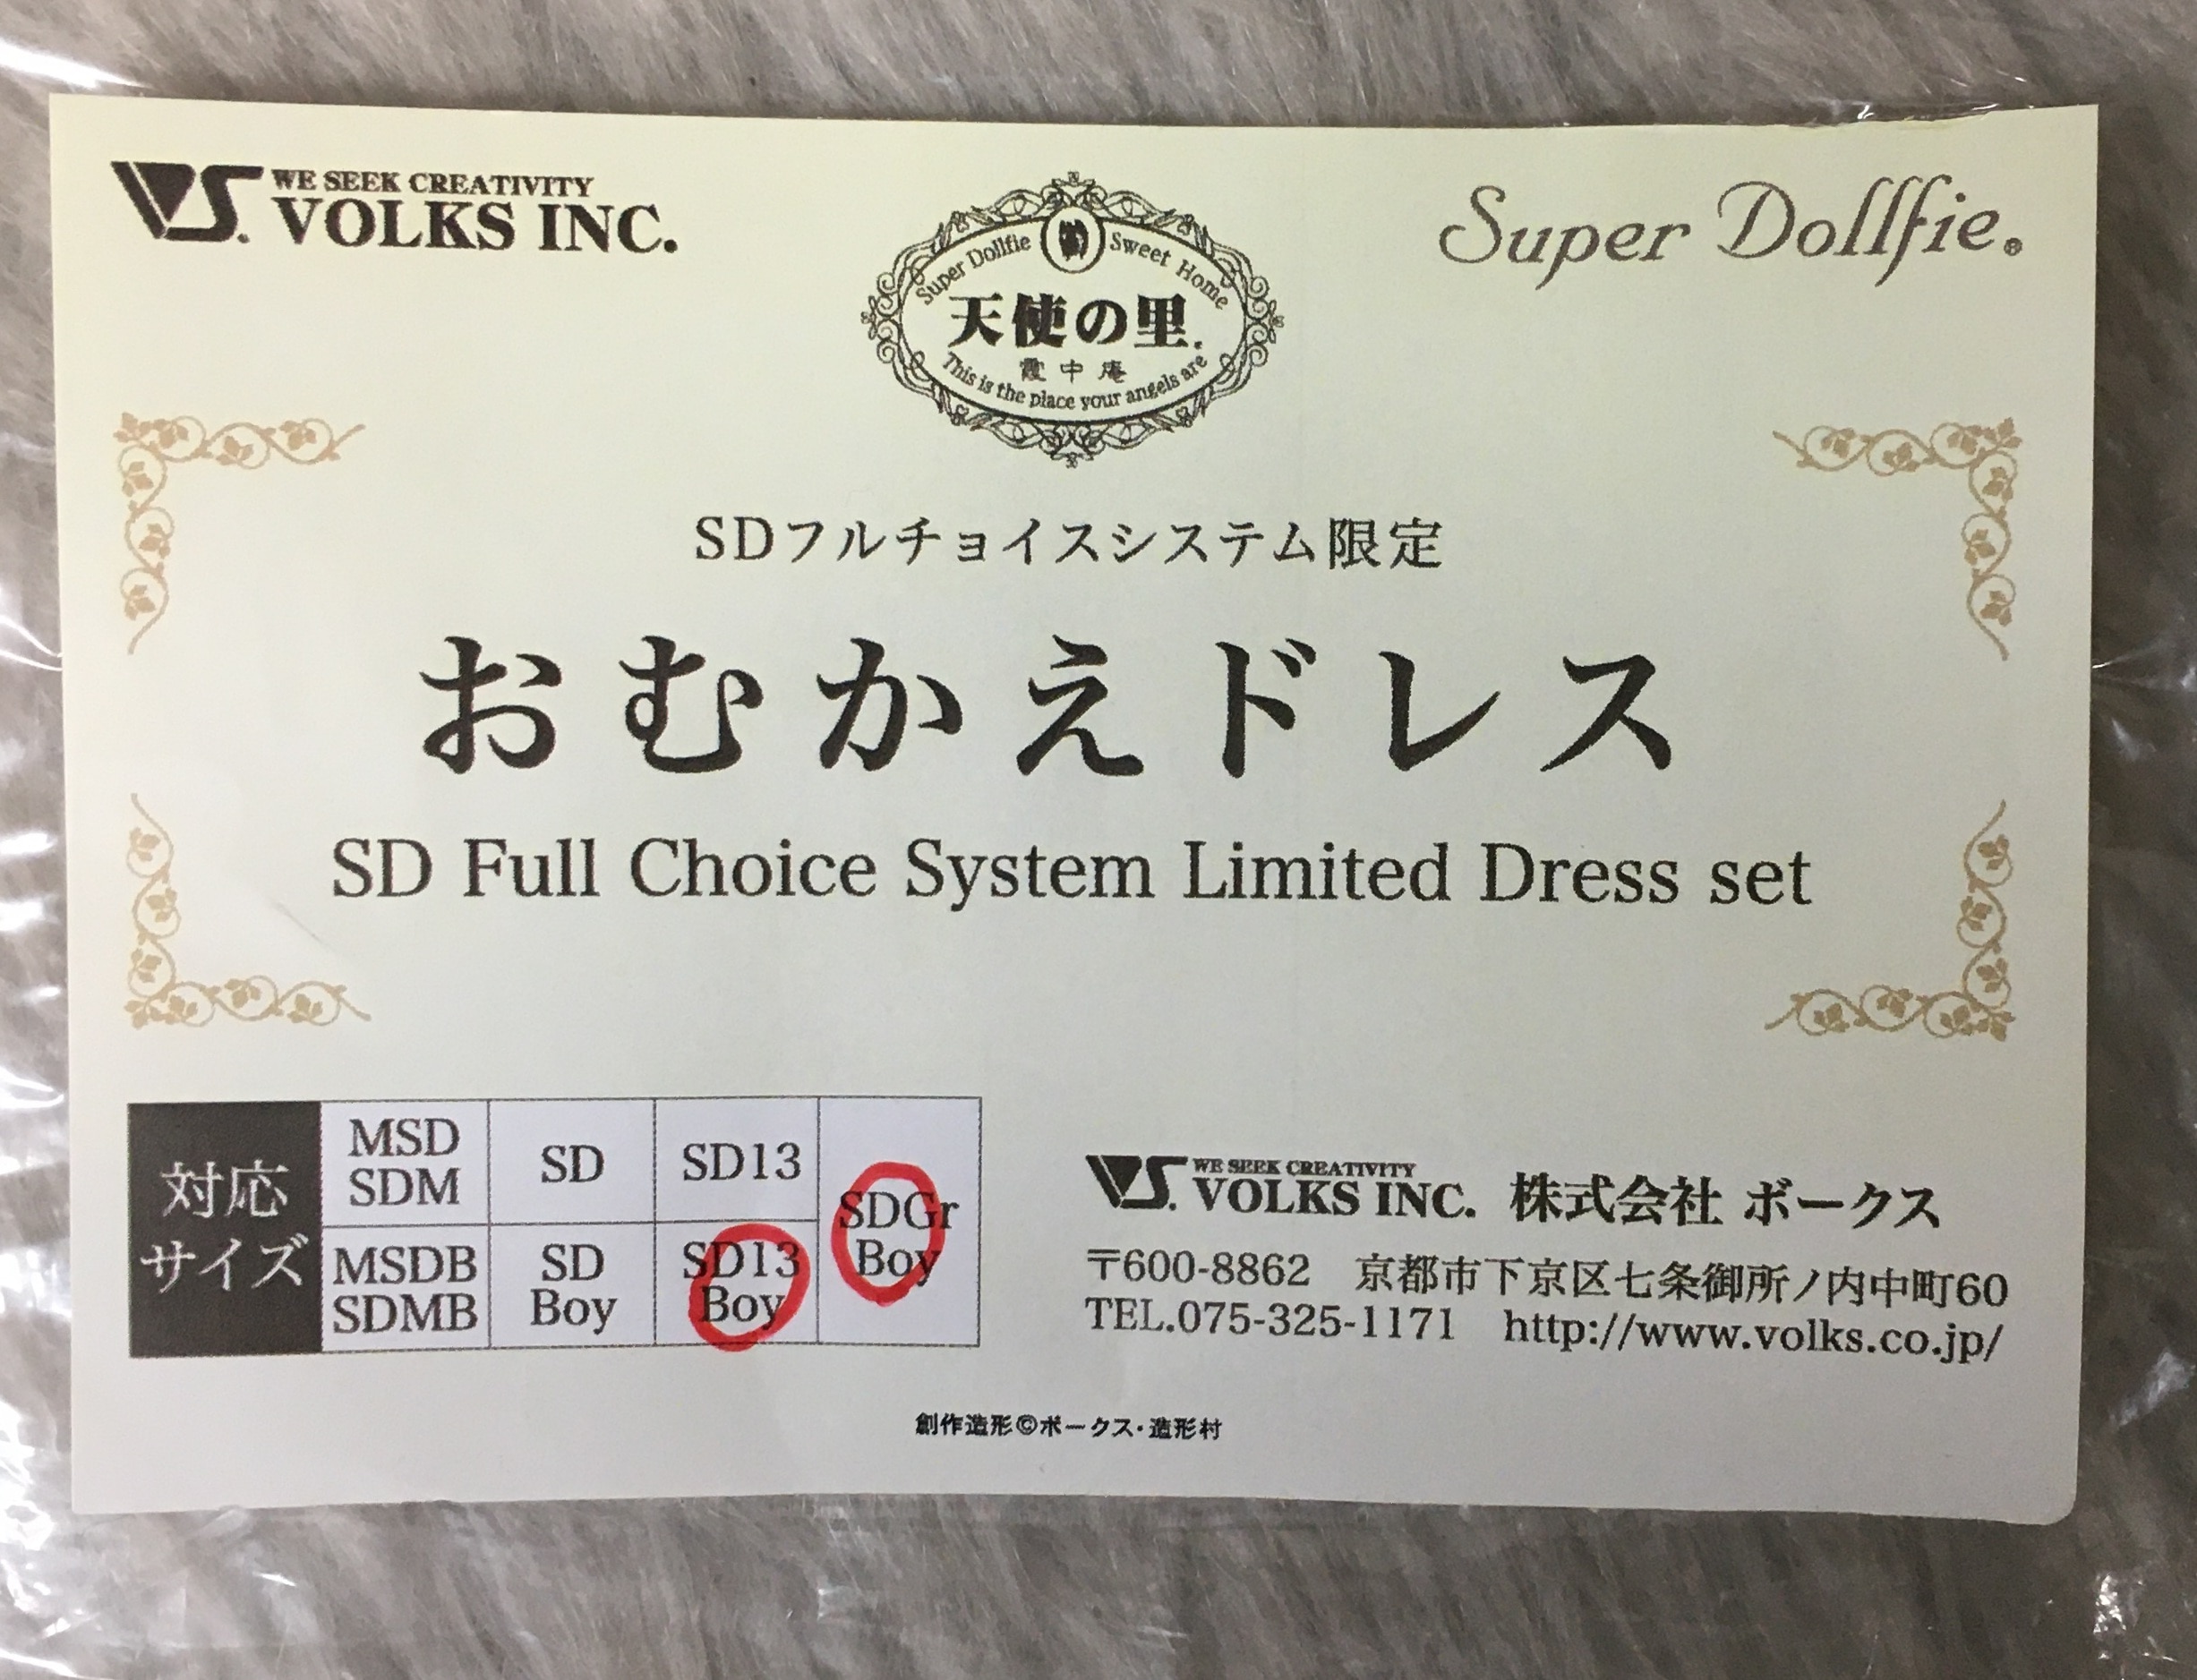 VS. WE SEEK CREATIVITY
VOLKS INC.
Super Dollfie Sweet Home
天使の里.
霞中庵
This is the place your angels are
Super Dollfie®
SDフルチョイスシステム限定
おむかえドレス
SD Full Choice System Limited Dress set
対応
サイズ
MSD
SDM
SD
SD13
SDGr
Boy
MSDB
SDMB
SD
Boy
SD13
Boy
VS. WE SEEK CREATIVITY
VOLKS INC. 株式会社 ボークス
〒600-8862 京都市下京区七条御所ノ内中町60
TEL.075-325-1171 http://www.volks.co.jp/
創作造形©ボークス・造形村